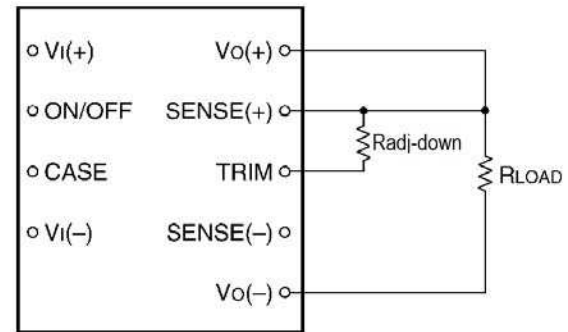 VI(+) VO(+)
ON/OFF SENSE(+)
Radj-down
CASE TRIM
RLOAD
VI(–) SENSE(–)
VO(–)